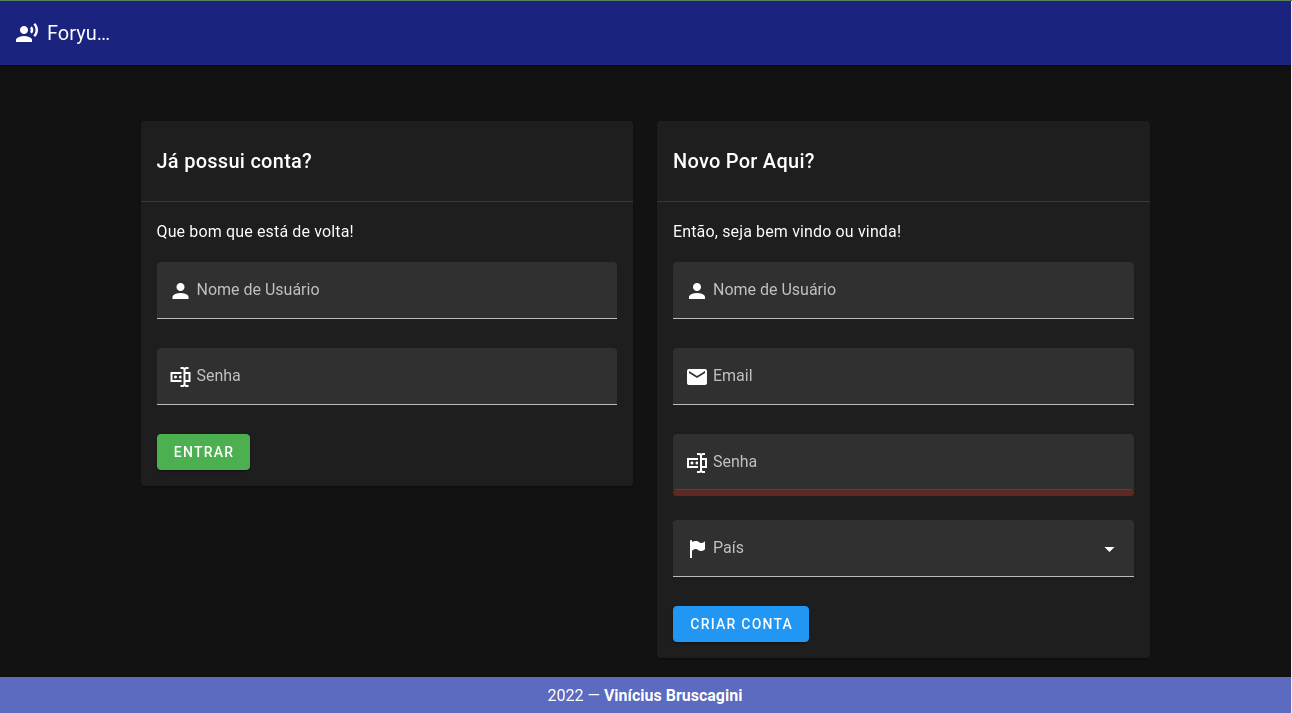 Foryu...
Já possui conta?
Que bom que está de volta!
Nome de Usuário
Senha
ENTRAR
Novo Por Aqui?
Então, seja bem vindo ou vinda!
Nome de Usuário
Email
Senha
País
CRIAR CONTA
2022 — Vinícius Bruscagini